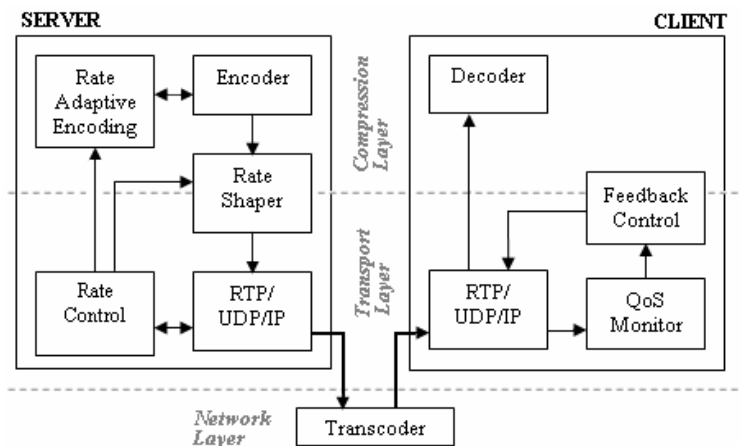 SERVER
CLIENT
Rate
Adaptive
Encoding
Encoder
Rate
Shaper
Rate
Control
RTP/
UDP/IP
Compression
Layer
Transport
Layer
Network
Layer
Transcoder
Decoder
Feedback
Control
RTP/
UDP/IP
QoS
Monitor